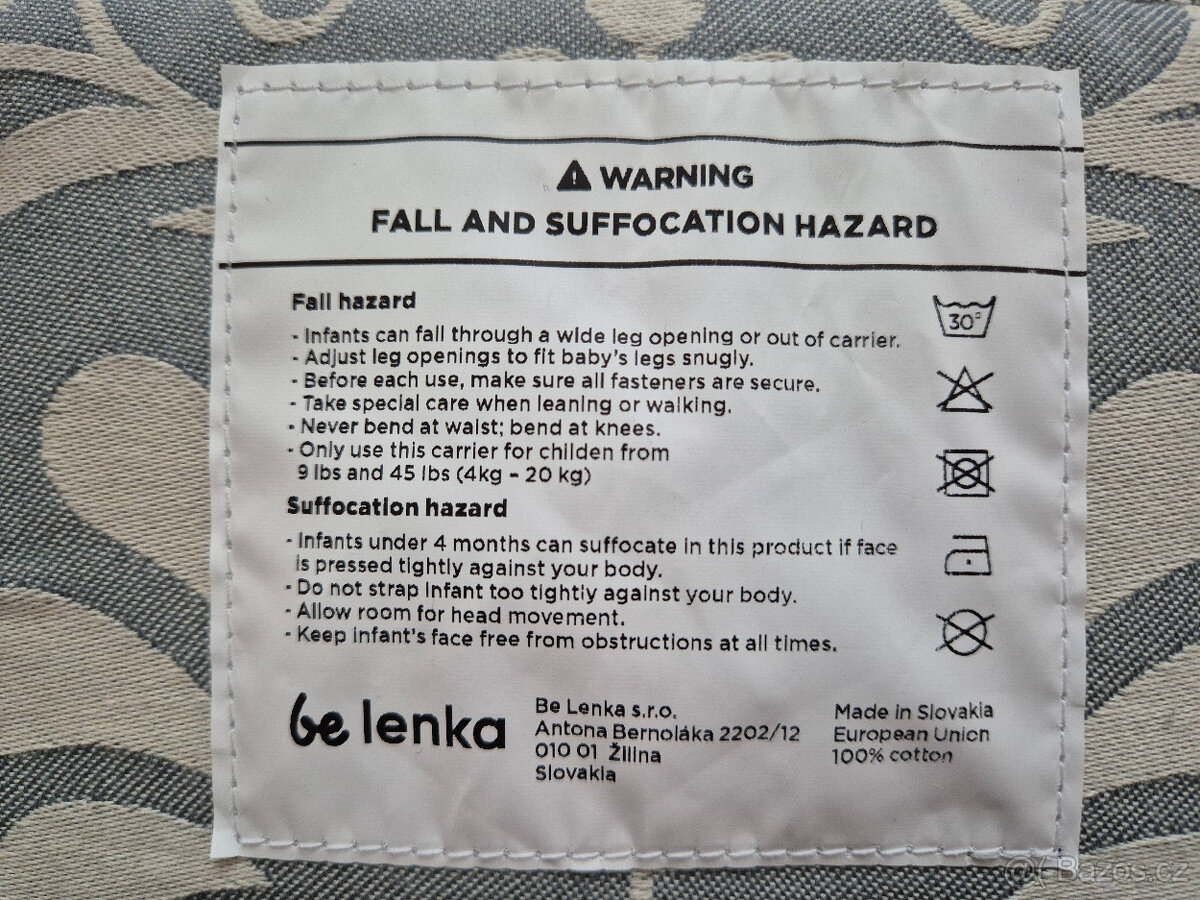 WARNING
FALL AND SUFFOCATION HAZARD
Fall hazard
- Infants can fall through a wide leg opening or out of carrier.
- Adjust leg openings to fit baby's legs snugly.
- Before each use, make sure all fasteners are secure.
- Take special care when leaning or walking.
- Never bend at waist; bend at knees.
- Only use this carrier for childen from
9 lbs and 45 lbs (4kg - 20 kg)
Suffocation hazard
- Infants under 4 months can suffocate in this product if face
is pressed tightly against your body.
- Do not strap infant too tightly against your body.
- Allow room for head movement.
- Keep infant's face free from obstructions at all times.
30°
be lenka
Be Lenka s.r.o.
Antona Bernoláka 2202/12
010 01 Žilina
Slovakia
Made in Slovakia
European Union
100% cotton
Bazos.cz